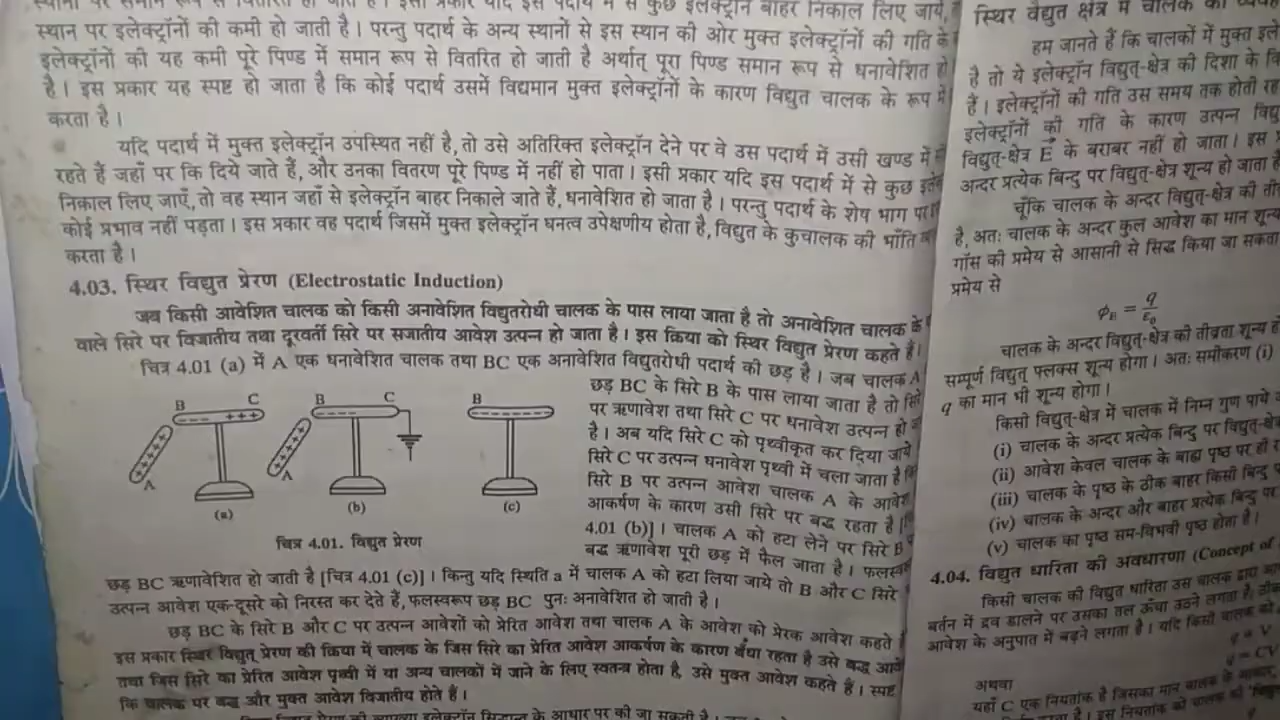 स्थान पर इलेक्ट्रॉनों की कमी हो जाती है। परन्तु पदार्थ के अन्य स्थानों से इस स्थान की ओर मुक्त इलेक्ट्रॉनों की गति के
इलेक्ट्रॉनों की यह कमी पूरे पिण्ड में समान रूप से वितरित हो जाती है अर्थात् पूरा पिण्ड समान रूप से धनावेशित हो
है। इस प्रकार यह स्पष्ट हो जाता है कि कोई पदार्थ उसमें विद्यमान मुक्त इलेक्ट्रॉनों के कारण विद्युत चालक के रूप में
करता है।
यदि पदार्थ में मुक्त इलेक्ट्रॉन उपस्थित नहीं है, तो उसे अतिरिक्त इलेक्ट्रॉन देने पर वे उस पदार्थ में उसी खण्ड में
रहते हैं जहाँ पर कि दिये जाते हैं, और उनका वितरण पूरे पिण्ड में नहीं हो पाता। इसी प्रकार यदि इस पदार्थ में से कुछ
निकाल लिए जाएँ, तो वह स्थान जहाँ से इलेक्ट्रॉन बाहर निकाले जाते हैं, धनावेशित हो जाता है। परन्तु पदार्थ के शेष भाग पर
कोई प्रभाव नहीं पड़ता। इस प्रकार वह पदार्थ जिसमें मुक्त इलेक्ट्रॉन घनत्व उपेक्षणीय होता है, विद्युत के कुचालक की भाँति
करता है।
4.03. स्थिर विद्युत प्रेरण (Electrostatic Induction)
जब किसी आवेशित चालक को किसी अनावेशित विद्युतरोधी चालक के पास लाया जाता है तो अनावेशित चालक के
वाले सिरे पर विजातीय तथा दूरवर्ती सिरे पर सजातीय आवेश उत्पन्न हो जाता है। इस क्रिया को स्थिर विद्युत प्रेरण कहते हैं।
चित्र 4.01 (a) में A एक धनावेशित चालक तथा BC एक अनावेशित विद्युतरोधी पदार्थ की छड़ है। जब चालक A
छड़ BC के सिरे B के पास लाया जाता है तो सिरे
पर ऋणावेश तथा सिरे C पर धनावेश उत्पन्न हो
है। अब यदि सिरे C को पृथ्वीकृत कर दिया जाये
सिरे C पर उत्पन्न धनावेश पृथ्वी में चला जाता है
सिरे B पर उत्पन्न आवेश चालक A के आवेश
आकर्षण के कारण उसी सिरे पर बद्ध रहता है
4.01 (b)]। चालक A को हटा लेने पर सिरे B
बद्ध ऋणावेश पूरी छड़ में फैल जाता है।
B C B C B
A A
(a) (b) (c)
चित्र 4.01. विद्युत प्रेरण
छड़ BC ऋणावेशित हो जाती है [चित्र 4.01 (c)]। किन्तु यदि स्थिति a में चालक A को हटा लिया जाये तो B और C सिरे
उत्पन्न आवेश एक-दूसरे को निरस्त कर देते हैं, फलस्वरूप छड़ BC पुनः अनावेशित हो जाती है।
छड़ BC के सिरे B और C पर उत्पन्न आवेशों को प्रेरित आवेश तथा चालक A के आवेश को प्रेरक आवेश कहते
इस प्रकार स्थिर विद्युत् प्रेरण की क्रिया में चालक के जिस सिरे का प्रेरित आवेश आकर्षण के कारण बँधा रहता है उसे बद्ध
तथा जिस सिरे का प्रेरित आवेश पृथ्वी में या अन्य चालकों में जाने के लिए स्वतन्त्र होता है, उसे मुक्त आवेश कहते हैं। स्पष्ट
कि चालक पर बद्ध और मुक्त आवेश विजातीय होते हैं।
स्थिर वैद्युत क्षेत्र में चालक का
हम जानते हैं कि चालकों में मुक्त
है तो ये इलेक्ट्रॉन विद्युत्-क्षेत्र की दिशा के
हैं। इलेक्ट्रॉनों की गति उस समय तक होती
इलेक्ट्रॉनों की गति के कारण उत्पन्न
विद्युत्-क्षेत्र E के बराबर नहीं हो जाता। इस
अन्दर प्रत्येक बिन्दु पर विद्युत्-क्षेत्र शून्य हो जाता
चूँकि चालक के अन्दर विद्युत्-क्षेत्र की
है, अतः चालक के अन्दर कुल आवेश का मान
गॉस की प्रमेय से आसानी से सिद्ध किया जा सकता
प्रमेय से
ϕE = q/ε0
चालक के अन्दर विद्युत्-क्षेत्र की तीव्रता शून्य
सम्पूर्ण विद्युत् फ्लक्स शून्य होगा। अतः समीकरण (i)
q का मान भी शून्य होगा।
किसी विद्युत्-क्षेत्र में चालक में निम्न गुण पाये
(i) चालक के अन्दर प्रत्येक बिन्दु पर
(ii) आवेश केवल चालक के बाह्य पृष्ठ पर ही
(iii) चालक के पृष्ठ के ठीक बाहर किसी बिन्दु
(iv) चालक के अन्दर और बाहर प्रत्येक बिन्दु पर
(v) चालक का पृष्ठ सम-विभवी पृष्ठ होता है।
4.04. विद्युत धारिता की अवधारणा (Concept of
किसी चालक की विद्युत धारिता उस चालक द्वारा
बर्तन में द्रव डालने पर उसका तल ऊँचा उठने लगता है,
आवेश के अनुपात में बढ़ने लगता है। यदि किसी चालक को
q ∝ V
अथवा q = CV
यहाँ C एक नियतांक है जिसका मान चालक के